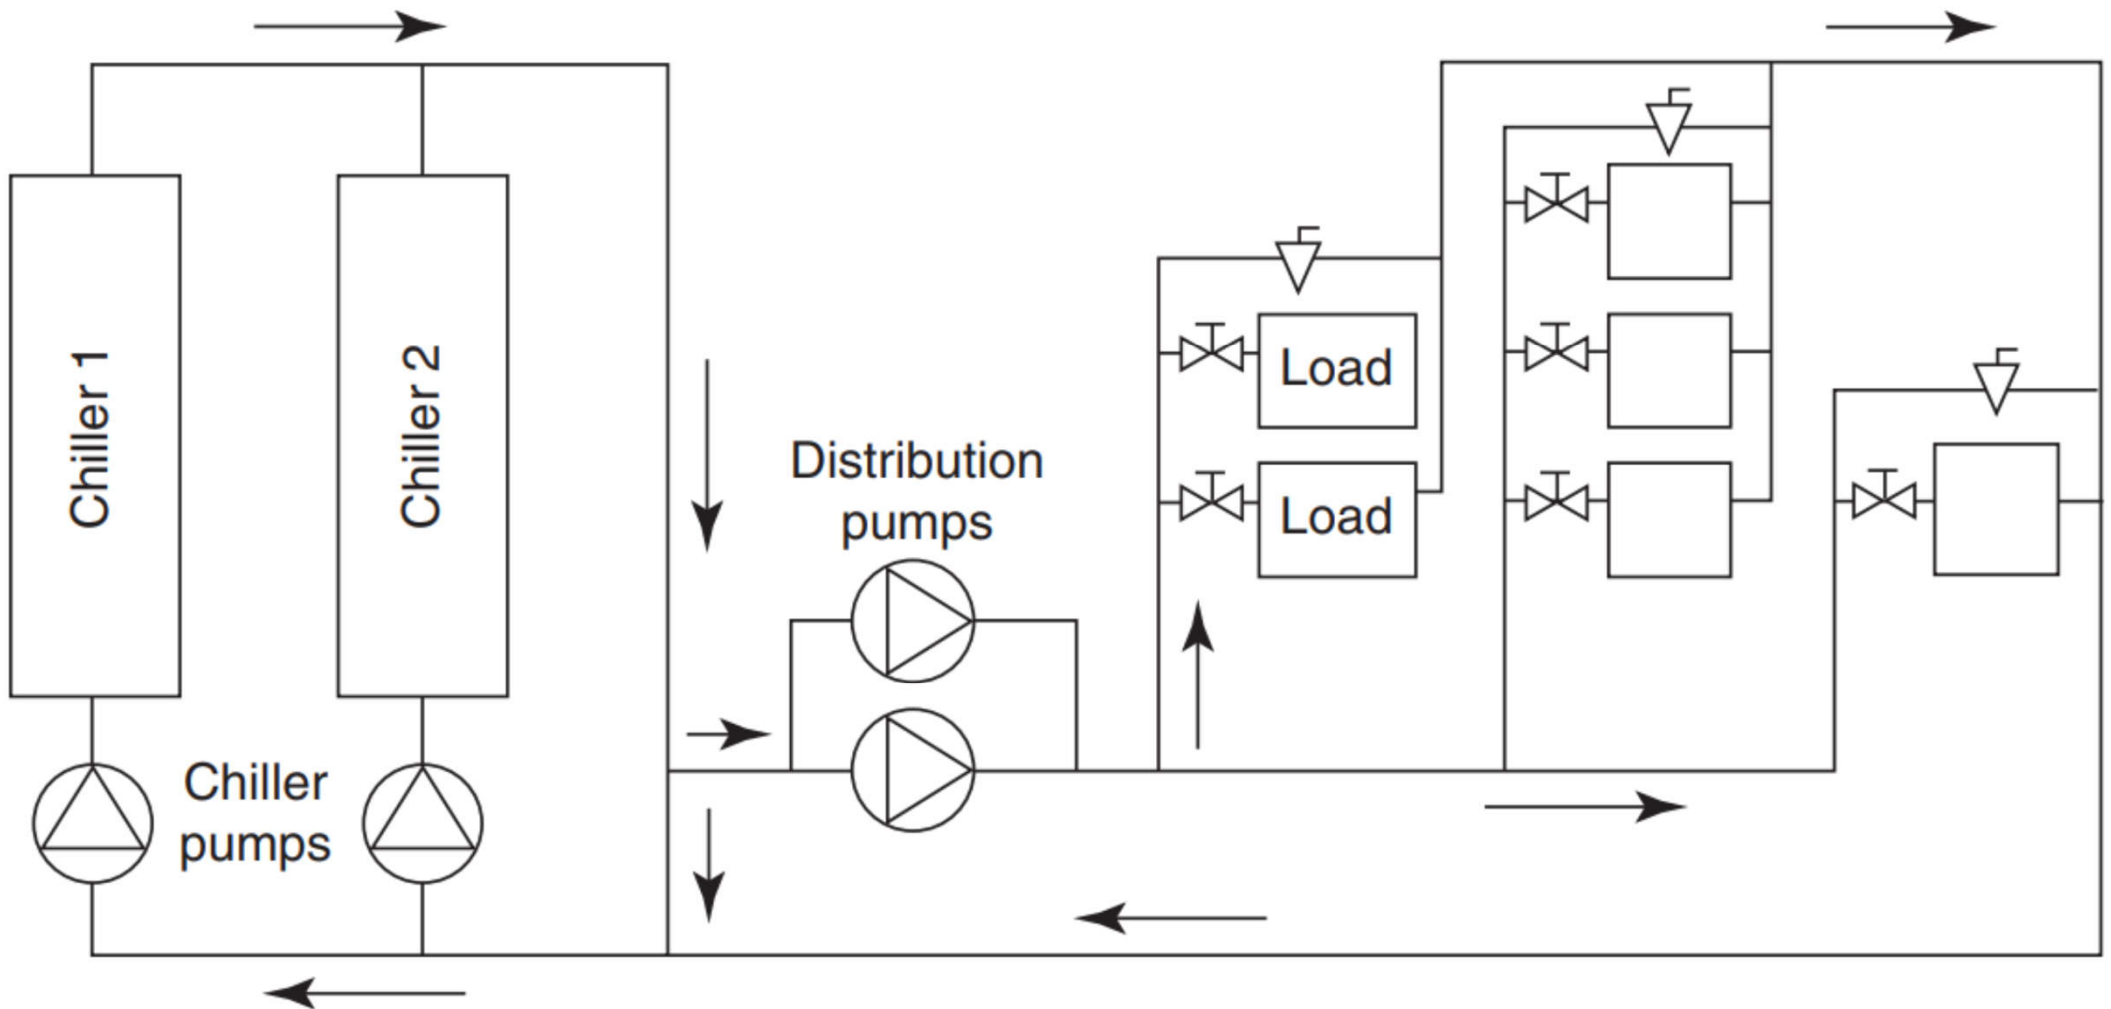 Chiller 1
Chiller 2
Chiller
pumps
Distribution
pumps
Load
Load